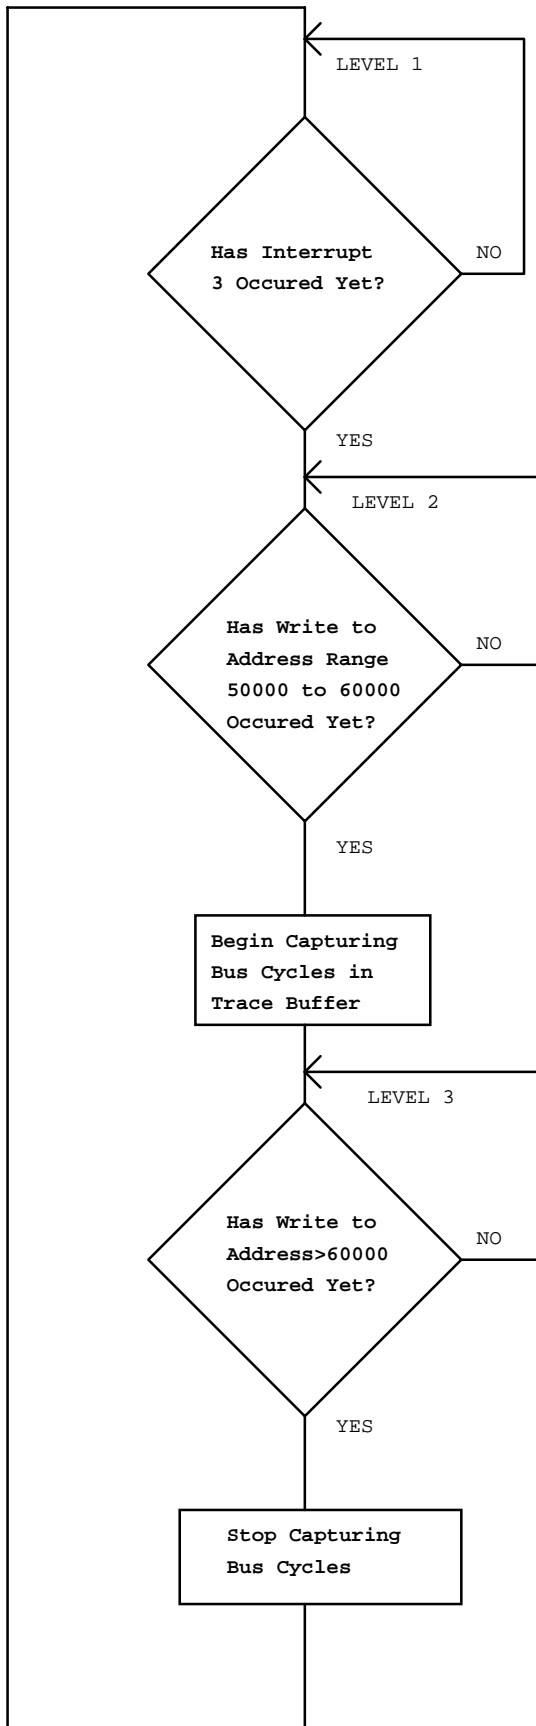 LEVEL 1
Has Interrupt
3 Occured Yet?
NO
YES
LEVEL 2
Has Write to
Address Range
50000 to 60000
Occured Yet?
NO
YES
Begin Capturing
Bus Cycles in
Trace Buffer
LEVEL 3
Has Write to
Address>60000
Occured Yet?
NO
YES
Stop Capturing
Bus Cycles